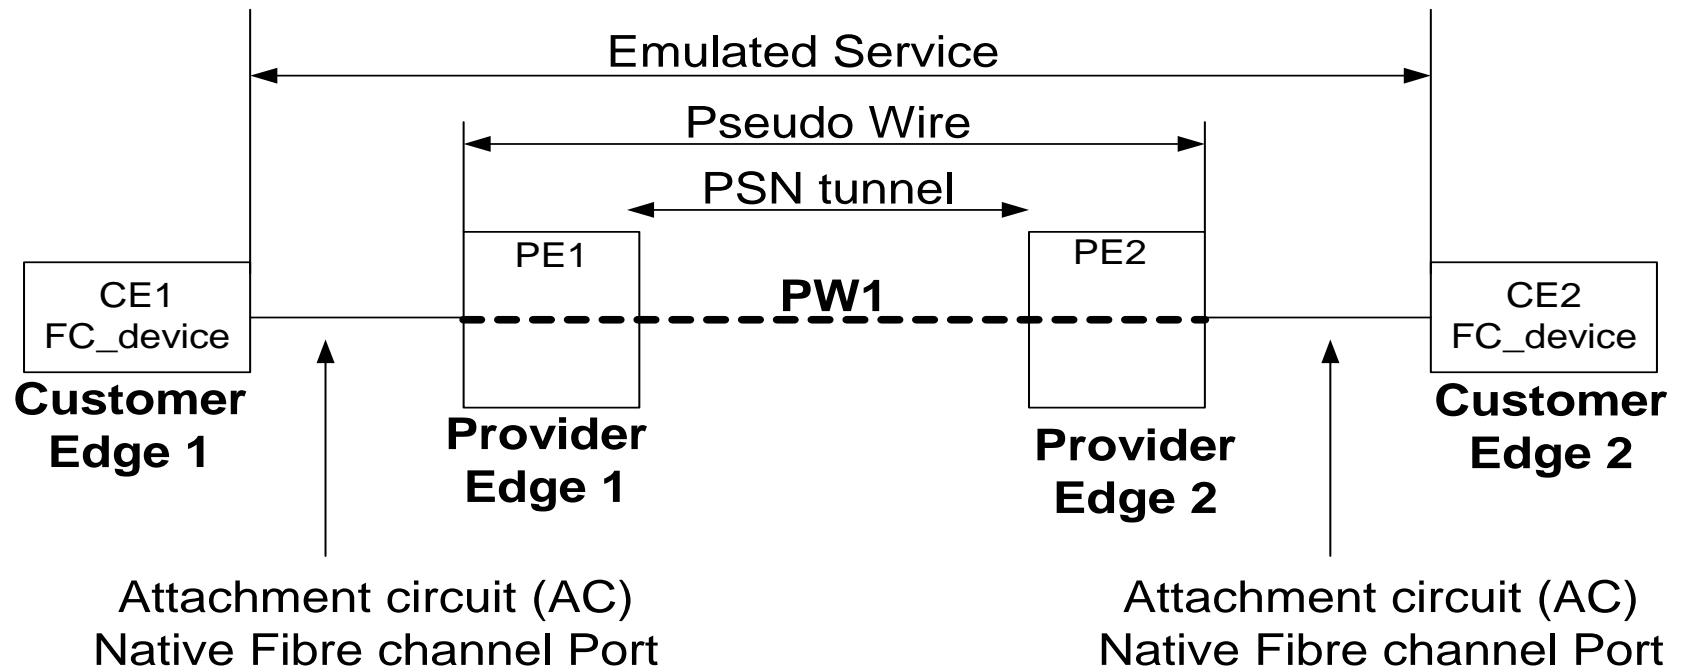 Emulated Service
Pseudo Wire
PSN tunnel
PE1
PE2
PW1
CE1
FC_device
CE2
FC_device
Customer
Edge 1
Provider
Edge 1
Provider
Edge 2
Customer
Edge 2
Attachment circuit (AC)
Native Fibre channel Port
Attachment circuit (AC)
Native Fibre channel Port